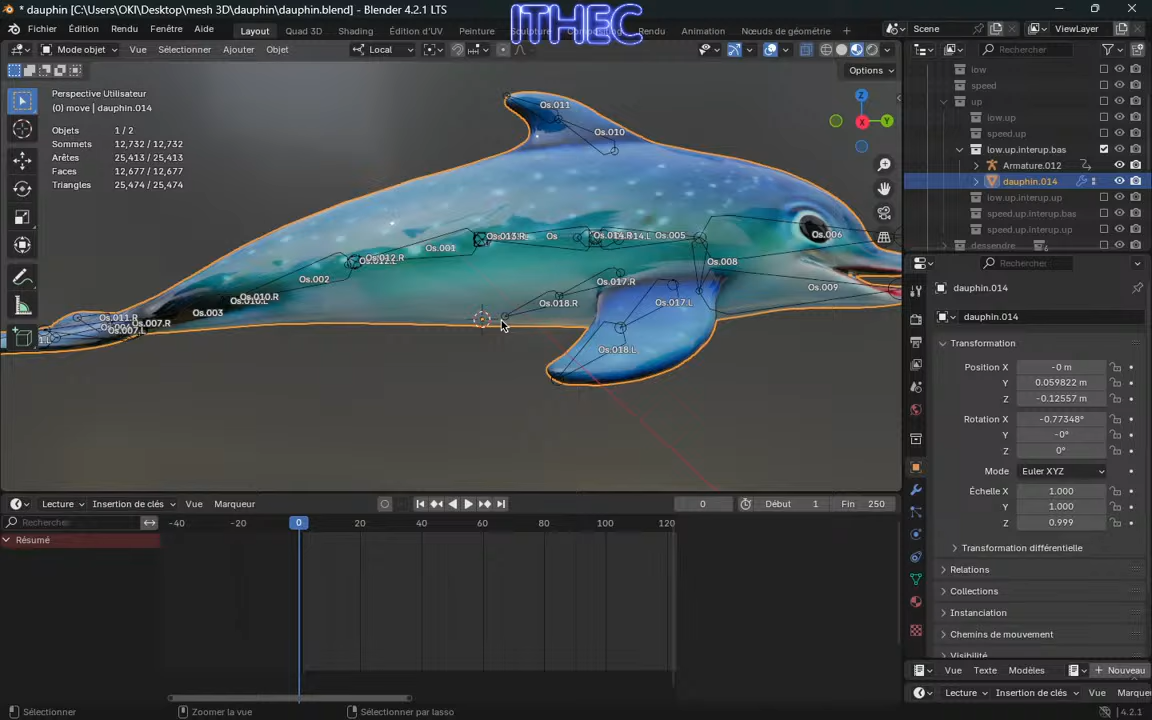 * dauphin [C:\Users\OKI\Desktop\mesh 3D\dauphin\dauphin.blend] - Blender 4.2.1 LTS
ITHEC
Fichier Édition Rendu Fenêtre Aide Layout Quad 3D Shading Édition d'UV Peinture Rendu Animation Nœuds de géométrie Scene ViewLayer
Mode objet Vue Sélectionner Ajouter Objet Local Rechercher
Options
Perspective Utilisateur
(0) move | dauphin.014
Objets 1 / 2
Sommets 12,732 / 12,732
Arêtes 25,413 / 25,413
Faces 12,677 / 12,677
Triangles 25,474 / 25,474
Z
Y
X
Os.011
Os.010
Os.006
Os.013.R Os Os.014.R Os.005
Os.001
Os.012.R
Os.008
Os.002
Os.017.R
Os.009
Os.010.R
Os.018.R
Os.017.L
Os.003
Os.011.R
Os.007.R
Os.007.L
Os.018.L
low
speed
up
low.up
speed.up
low.up.interup.bas
Armature.012
dauphin.014
low.up.interup.up
speed.up.interup.bas
speed.up.interup.up
dessendre
4
Rechercher
dauphin.014
dauphin.014
Transformation
Position X -0 m
Y 0.059822 m
Z -0.12557 m
Rotation X -0.77348°
Y -0°
Z 0°
Mode Euler XYZ
Échelle X 1.000
Y 1.000
Z 0.999
Transformation différentielle
Relations
Collections
Instanciation
Chemins de mouvement
Visibilité
Vue Texte Modèles Nouveau
Lecture Insertion de clés Vue Marque
Lecture Insertion de clés Vue Marqueur 0 Début 1 Fin 250
Rechercher -40 -20 0 20 40 60 80 100 120
Résumé
Sélectionner Zoomer la vue Sélectionner par lasso 4.2.1